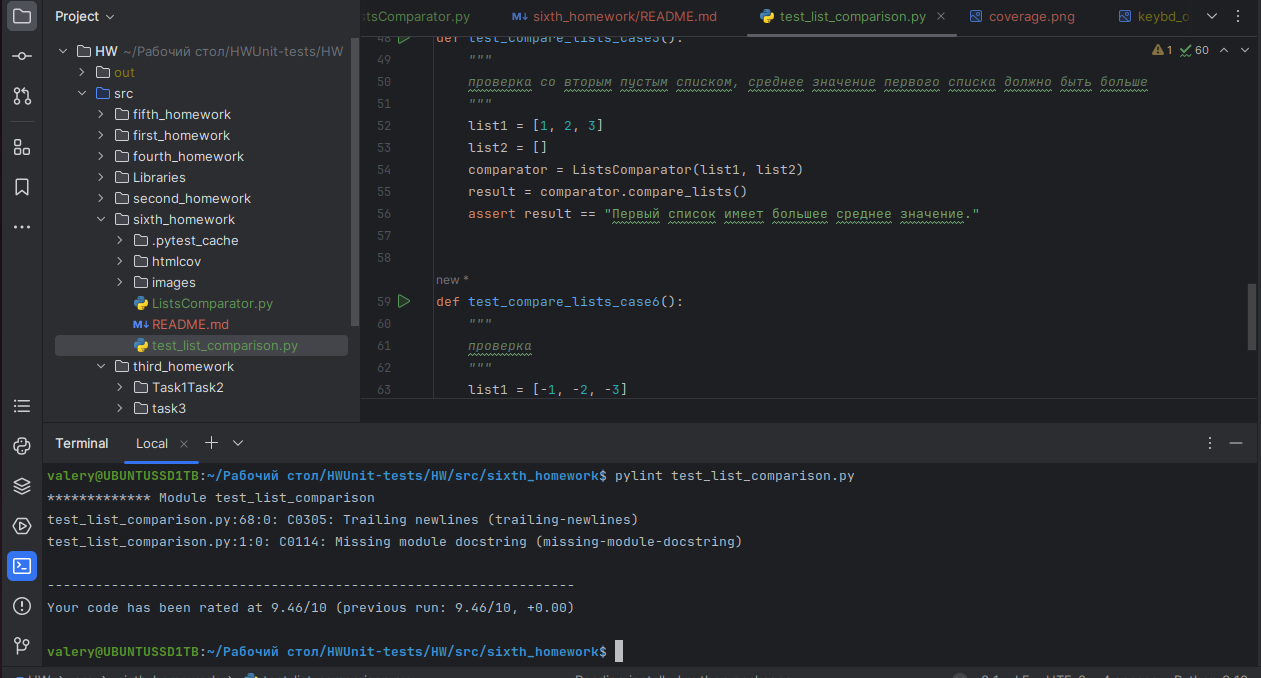 Project
tsComparator.py
sixth_homework/README.md
test_list_comparison.py
coverage.png
keybd_o
HW ~/Рабочий стол/HWUnit-tests/HW
out
src
fifth_homework
first_homework
fourth_homework
Libraries
second_homework
sixth_homework
.pytest_cache
htmlcov
images
ListsComparator.py
README.md
test_list_comparison.py
third_homework
Task1Task2
task3
1 60
48 def test_compare_lists_case5():
49 """
50 проверка со вторым пустым списком, среднее значение первого списка должно быть больше
51 """
52 list1 = [1, 2, 3]
53 list2 = []
54 comparator = ListsComparator(list1, list2)
55 result = comparator.compare_lists()
56 assert result == "Первый список имеет большее среднее значение."
57
58
new *
59 def test_compare_lists_case6():
60 """
61 проверка
62 """
63 list1 = [-1, -2, -3]
Terminal
Local
valery@UBUNTUSSD1TB:~/Рабочий стол/HWUnit-tests/HW/src/sixth_homework$ pylint test_list_comparison.py
************* Module test_list_comparison
test_list_comparison.py:68:0: C0305: Trailing newlines (trailing-newlines)
test_list_comparison.py:1:0: C0114: Missing module docstring (missing-module-docstring)
------------------------------------------------------------------
Your code has been rated at 9.46/10 (previous run: 9.46/10, +0.00)
valery@UBUNTUSSD1TB:~/Рабочий стол/HWUnit-tests/HW/src/sixth_homework$